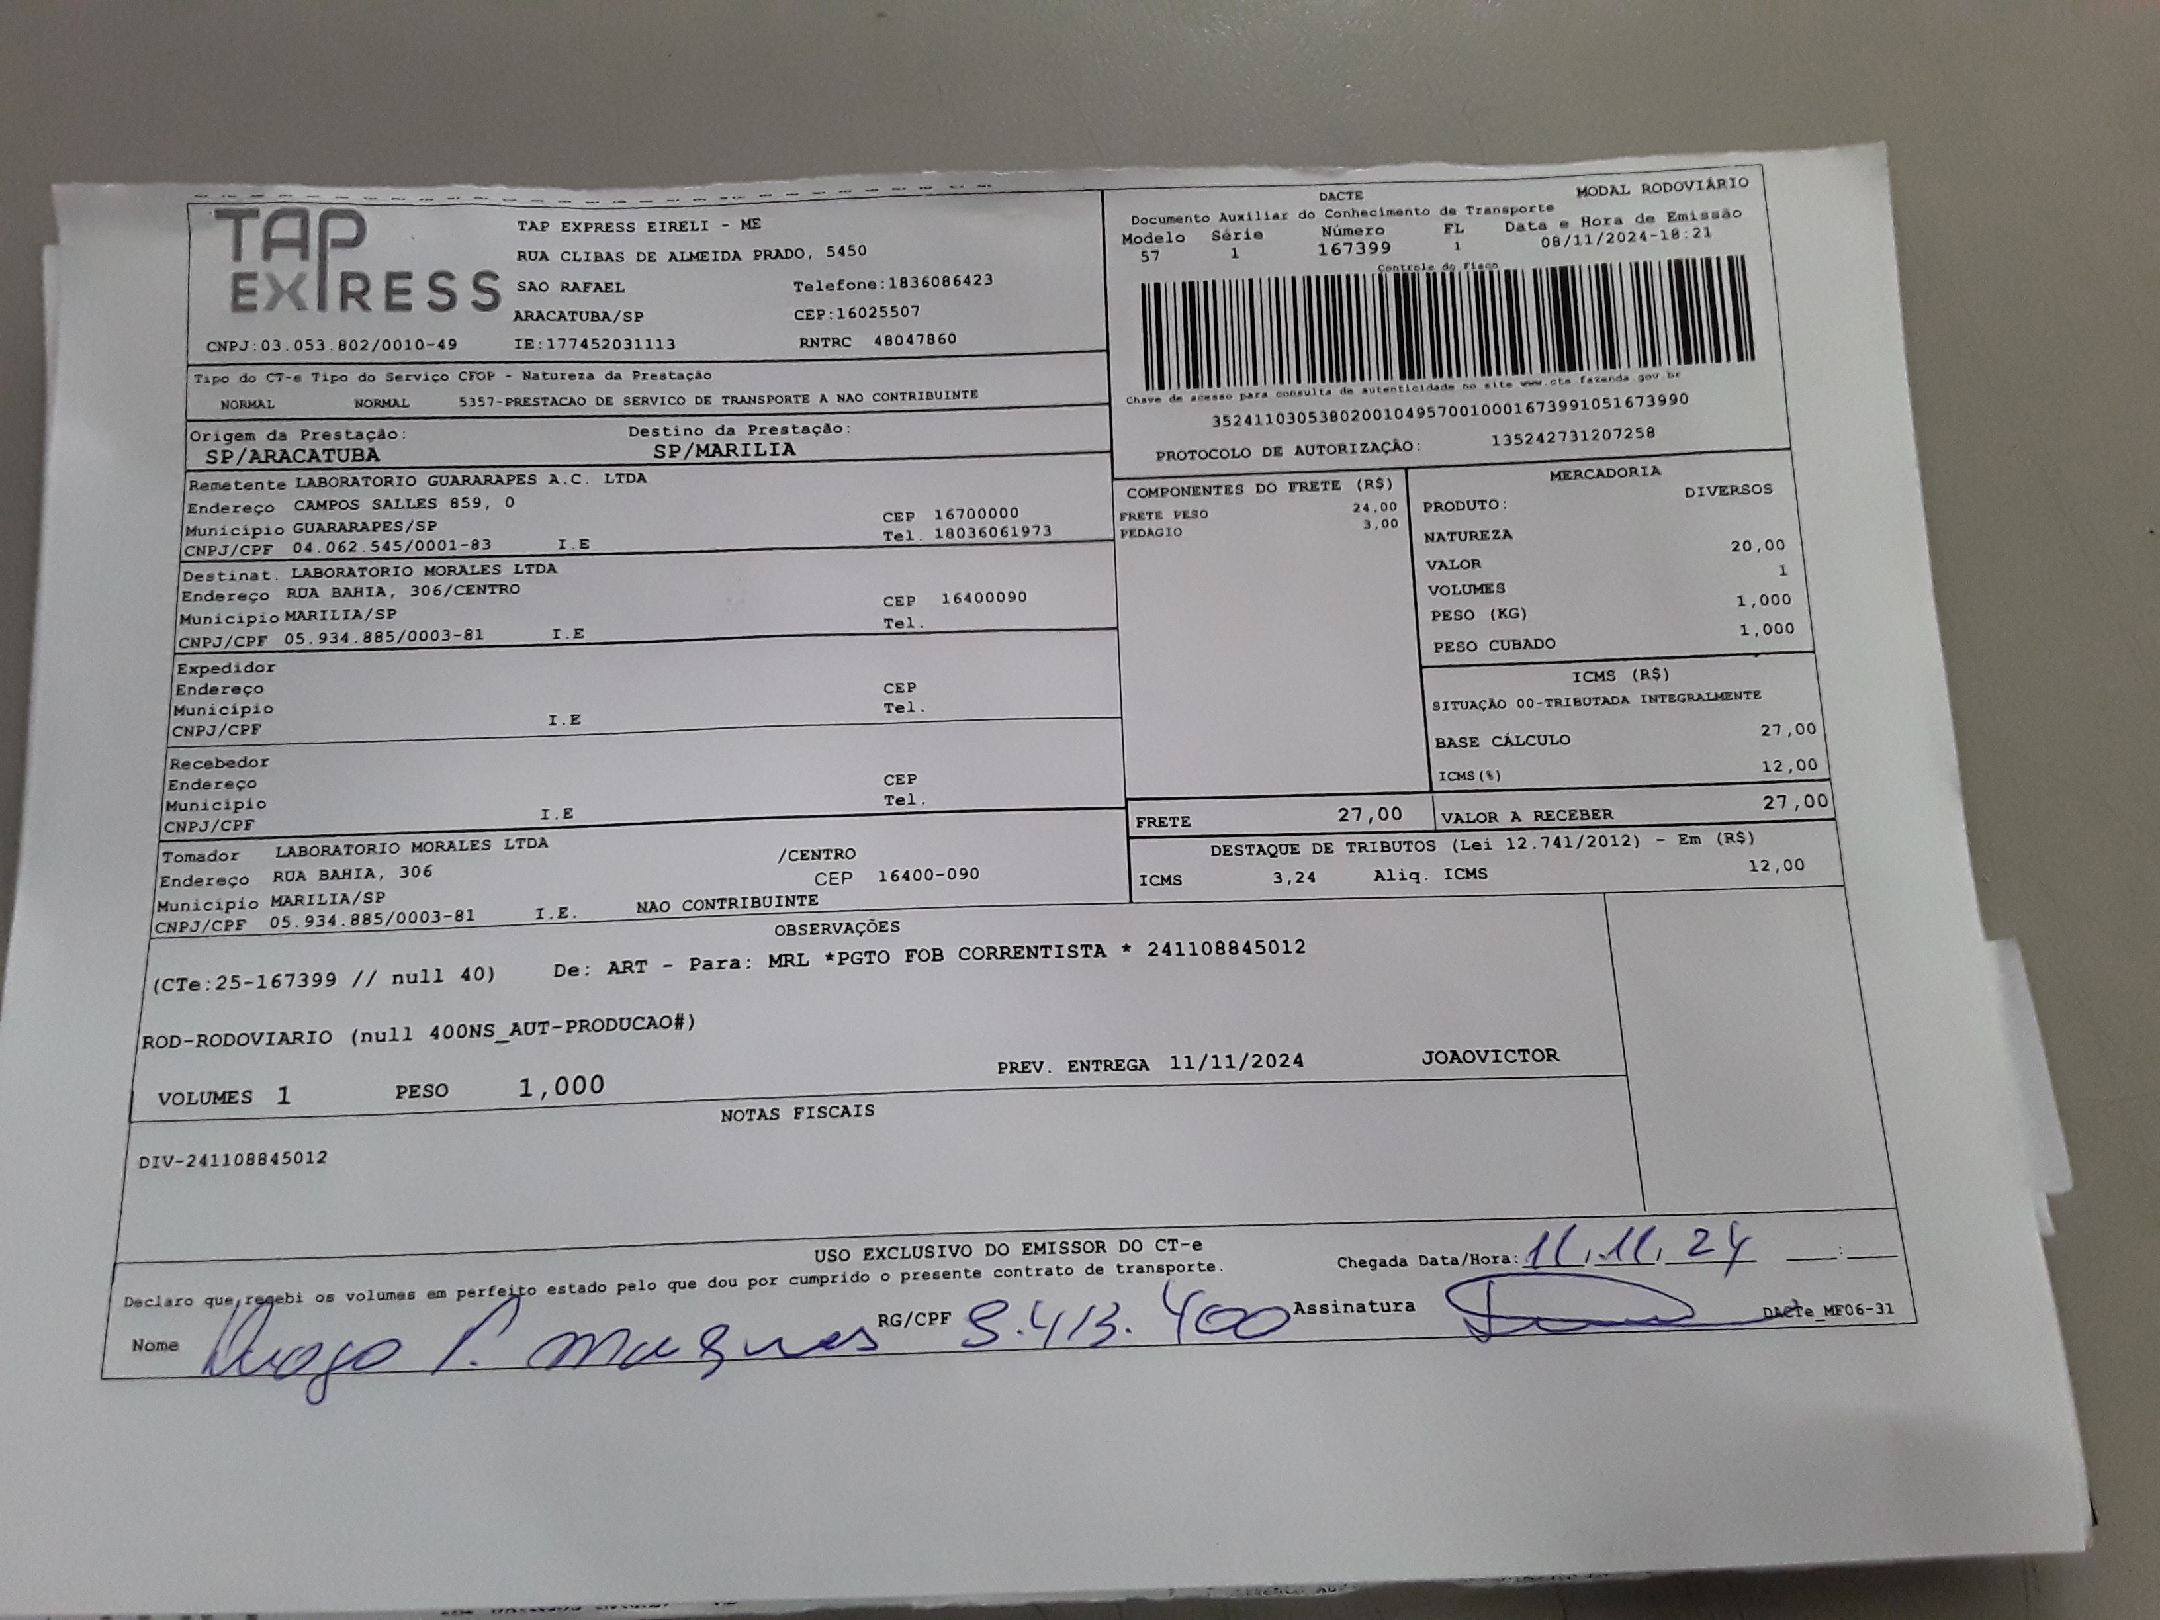 TAP EXPRESS
TAP EXPRESS EIRELI - ME
RUA CLIBAS DE ALMEIDA PRADO, 5450
SAO RAFAEL Telefone:1836086423
ARACATUBA/SP CEP:16025507
CNPJ:03.053.802/0010-49 IE:177452031113 RNTRC 48047860
DACTE MODAL RODOVIÁRIO
Documento Auxiliar do Conhecimento de Transporte
Modelo Série Número FL Data e Hora de Emissão
57 1 167399 1 08/11/2024-18:21
Controle do Fisco
Chave de acesso para consulta de autenticidade no site www.cte.fazenda.gov.br
35241103053802001049570010001673991051673990
PROTOCOLO DE AUTORIZAÇÃO: 135242731207258
Tipo do CT-e Tipo do Serviço CFOP - Natureza da Prestação
NORMAL NORMAL 5357-PRESTACAO DE SERVICO DE TRANSPORTE A NAO CONTRIBUINTE
Origem da Prestação: Destino da Prestação:
SP/ARACATUBA SP/MARILIA
Remetente LABORATORIO GUARARAPES A.C. LTDA
Endereço CAMPOS SALLES 859, 0
Município GUARARAPES/SP CEP 16700000
CNPJ/CPF 04.062.545/0001-83 I.E Tel. 18036061973
Destinat. LABORATORIO MORALES LTDA
Endereço RUA BAHIA, 306/CENTRO
Município MARILIA/SP CEP 16400090
CNPJ/CPF 05.934.885/0003-81 I.E Tel.
Expedidor
Endereço CEP
Município Tel.
CNPJ/CPF I.E
Recebedor
Endereço CEP
Município Tel.
CNPJ/CPF I.E
Tomador LABORATORIO MORALES LTDA
Endereço RUA BAHIA, 306 /CENTRO
Município MARILIA/SP CEP 16400-090
CNPJ/CPF 05.934.885/0003-81 I.E. NAO CONTRIBUINTE
COMPONENTES DO FRETE (R$)
FRETE PESO 24,00
PEDAGIO 3,00
MERCADORIA
PRODUTO: DIVERSOS
NATUREZA
VALOR 20,00
VOLUMES 1
PESO (KG) 1,000
PESO CUBADO 1,000
ICMS (R$)
SITUAÇÃO 00-TRIBUTADA INTEGRALMENTE
BASE CÁLCULO 27,00
ICMS(%) 12,00
FRETE 27,00 VALOR A RECEBER 27,00
DESTAQUE DE TRIBUTOS (Lei 12.741/2012) - Em (R$)
ICMS 3,24 Aliq. ICMS 12,00
OBSERVAÇÕES
(CTe:25-167399 // null 40) De: ART - Para: MRL *PGTO FOB CORRENTISTA * 241108845012
ROD-RODOVIARIO (null 400NS_AUT-PRODUCAO#)
VOLUMES 1 PESO 1,000 PREV. ENTREGA 11/11/2024 JOAOVICTOR
NOTAS FISCAIS
DIV-241108845012
USO EXCLUSIVO DO EMISSOR DO CT-e
Declaro que recebi os volumes em perfeito estado pelo que dou por cumprido o presente contrato de transporte.
Chegada Data/Hora: 11,11,24 __:__
Nome P. RG/CPF 8.413.400 Assinatura DACTe_MF06-31